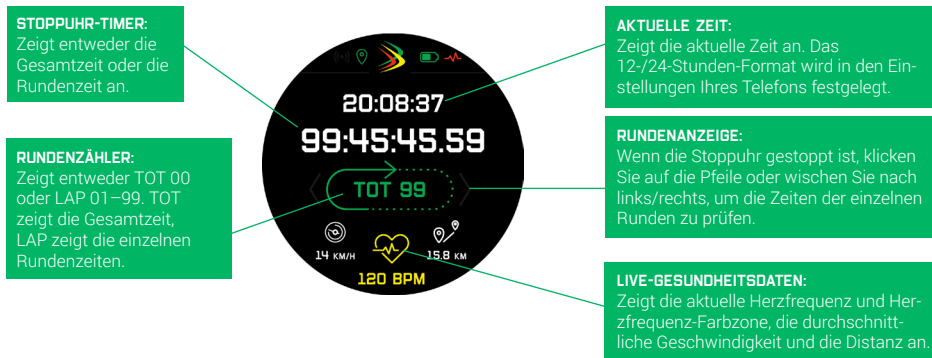 STOPPUHR-TIMER:
Zeigt entweder die
Gesamtzeit oder die
Rundenzeit an.
RUNDENZÄHLER:
Zeigt entweder TOT 00
oder LAP 01–99. TOT
zeigt die Gesamtzeit,
LAP zeigt die einzelnen
Rundenzeiten.
20:08:37
99:45:45.59
TOT 99
14 KM/H
15.8 KM
120 BPM
AKTUELLE ZEIT:
Zeigt die aktuelle Zeit an. Das
12-/24-Stunden-Format wird in den Ein-
stellungen Ihres Telefons festgelegt.
RUNDENANZEIGE:
Wenn die Stoppuhr gestoppt ist, klicken
Sie auf die Pfeile oder wischen Sie nach
links/rechts, um die Zeiten der einzelnen
Runden zu prüfen.
LIVE-GESUNDHEITSDATEN:
Zeigt die aktuelle Herzfrequenz und Her-
zfrequenz-Farbzone, die durchschnitt-
liche Geschwindigkeit und die Distanz an.